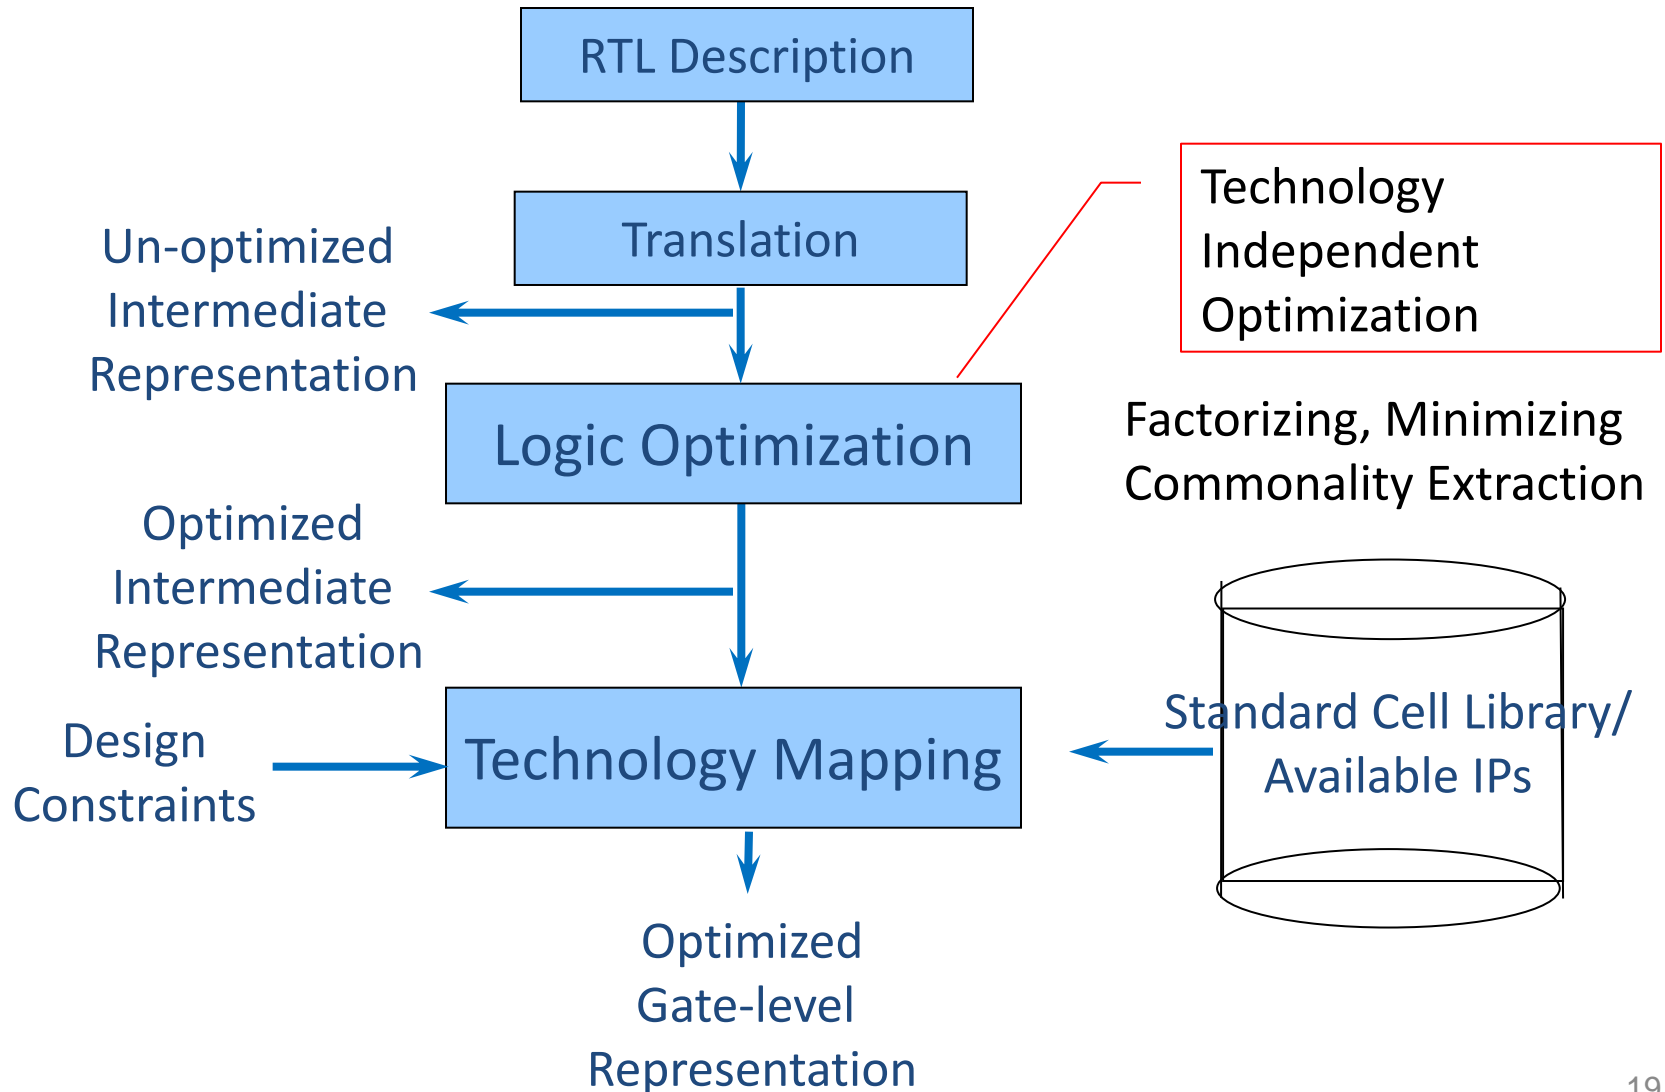 RTL Description
Translation
Un-optimized
Intermediate
Representation
Technology
Independent
Optimization
Logic Optimization
Factorizing, Minimizing
Commonality Extraction
Optimized
Intermediate
Representation
Design
Constraints
Technology Mapping
Standard Cell Library/
Available IPs
Optimized
Gate-level
Representation
19